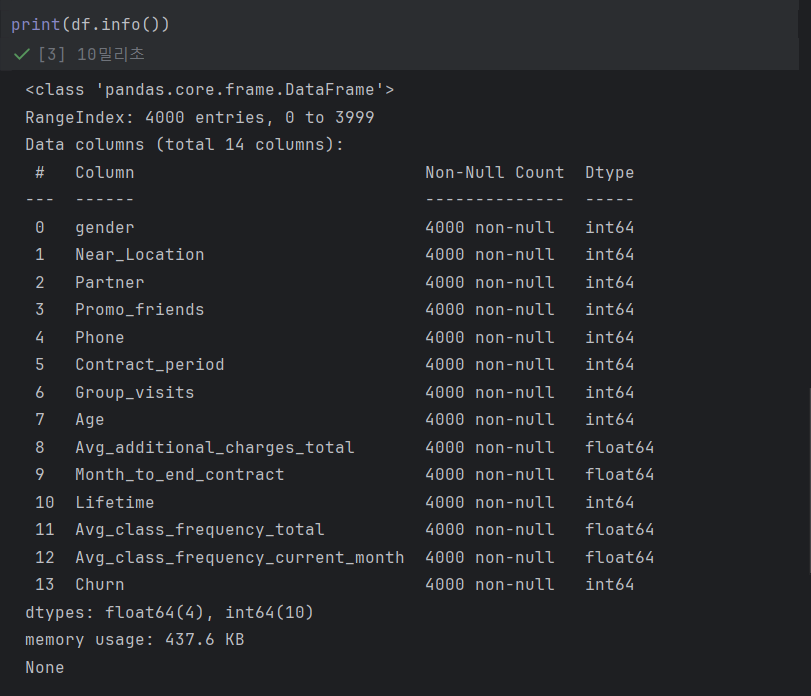 print(df.info())
[3] 10밀리초
<class 'pandas.core.frame.DataFrame'>
RangeIndex: 4000 entries, 0 to 3999
Data columns (total 14 columns):
 #   Column                             Non-Null Count  Dtype
---  ------                             --------------  -----
 0   gender                             4000 non-null   int64
 1   Near_Location                      4000 non-null   int64
 2   Partner                            4000 non-null   int64
 3   Promo_friends                      4000 non-null   int64
 4   Phone                              4000 non-null   int64
 5   Contract_period                    4000 non-null   int64
 6   Group_visits                       4000 non-null   int64
 7   Age                                4000 non-null   int64
 8   Avg_additional_charges_total       4000 non-null   float64
 9   Month_to_end_contract              4000 non-null   float64
 10  Lifetime                           4000 non-null   int64
 11  Avg_class_frequency_total          4000 non-null   float64
 12  Avg_class_frequency_current_month  4000 non-null   float64
 13  Churn                              4000 non-null   int64
dtypes: float64(4), int64(10)
memory usage: 437.6 KB
None